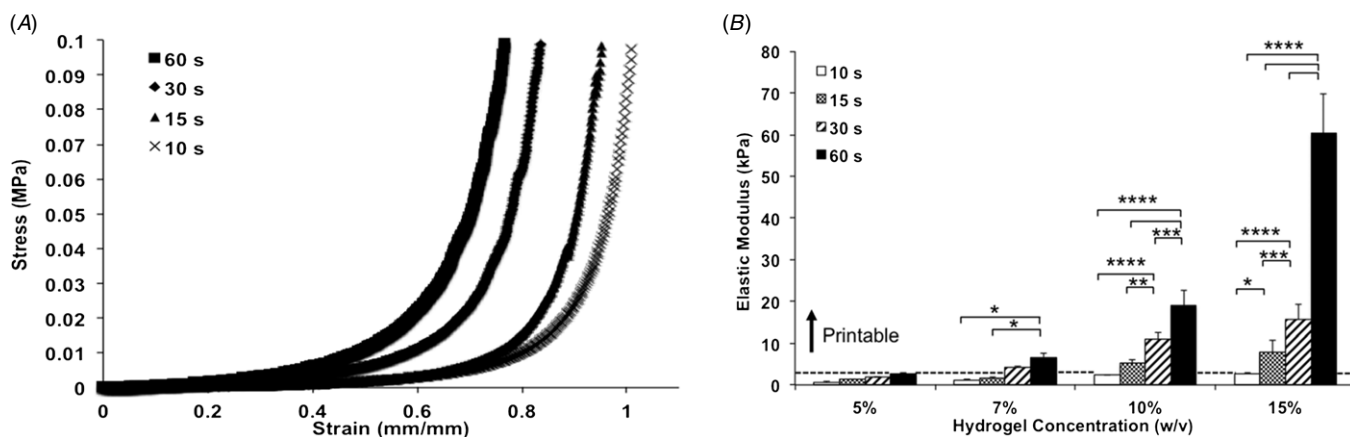 (A)
0.1
0.09
0.08
0.07
0.06
0.05
0.04
0.03
0.02
0.01
0
Stress (MPa)
60 s
30 s
15 s
10 s
0
0.2
0.4
0.6
0.8
1
Strain (mm/mm)
(B)
80
70
60
50
40
30
20
10
0
Elastic Modulus (kPa)
10 s
15 s
30 s
60 s
Printable
*
*
****
***
****
**
****
****
***
*
5%
7%
10%
15%
Hydrogel Concentration (w/v)